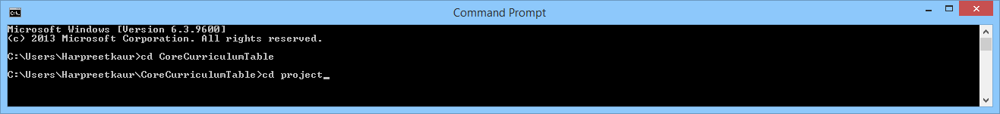 Command Prompt
Microsoft Windows [Version 6.3.9600]
(c) 2013 Microsoft Corporation. All rights reserved.
C:\Users\Harpreetkaur>cd CoreCurriculumTable
C:\Users\Harpreetkaur\CoreCurriculumTable>cd project_